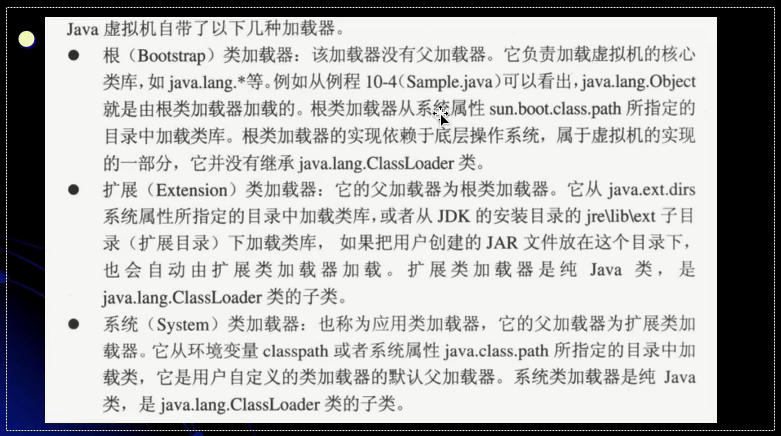 Java 虚拟机自带了以下几种加载器。
● 根（Bootstrap）类加载器：该加载器没有父加载器。它负责加载虚拟机的核心
类库，如 java.lang.*等。例如从例程 10-4（Sample.java）可以看出，java.lang.Object
就是由根类加载器加载的。根类加载器从系统属性 sun.boot.class.path 所指定的
目录中加载类库。根类加载器的实现依赖于底层操作系统，属于虚拟机的实现
的一部分，它并没有继承 java.lang.ClassLoader 类。
● 扩展（Extension）类加载器：它的父加载器为根类加载器。它从 java.ext.dirs
系统属性所指定的目录中加载类库，或者从 JDK 的安装目录的 jre\lib\ext 子目
录（扩展目录）下加载类库， 如果把用户创建的 JAR 文件放在这个目录下，
也会自动由扩展类加载器加载。扩展类加载器是纯 Java 类，是
java.lang.ClassLoader 类的子类。
● 系统（System）类加载器：也称为应用类加载器，它的父加载器为扩展类加
载器。它从环境变量 classpath 或者系统属性 java.class.path 所指定的目录中加
载类，它是用户自定义的类加载器的默认父加载器。系统类加载器是纯 Java
类，是 java.lang.ClassLoader 类的子类。